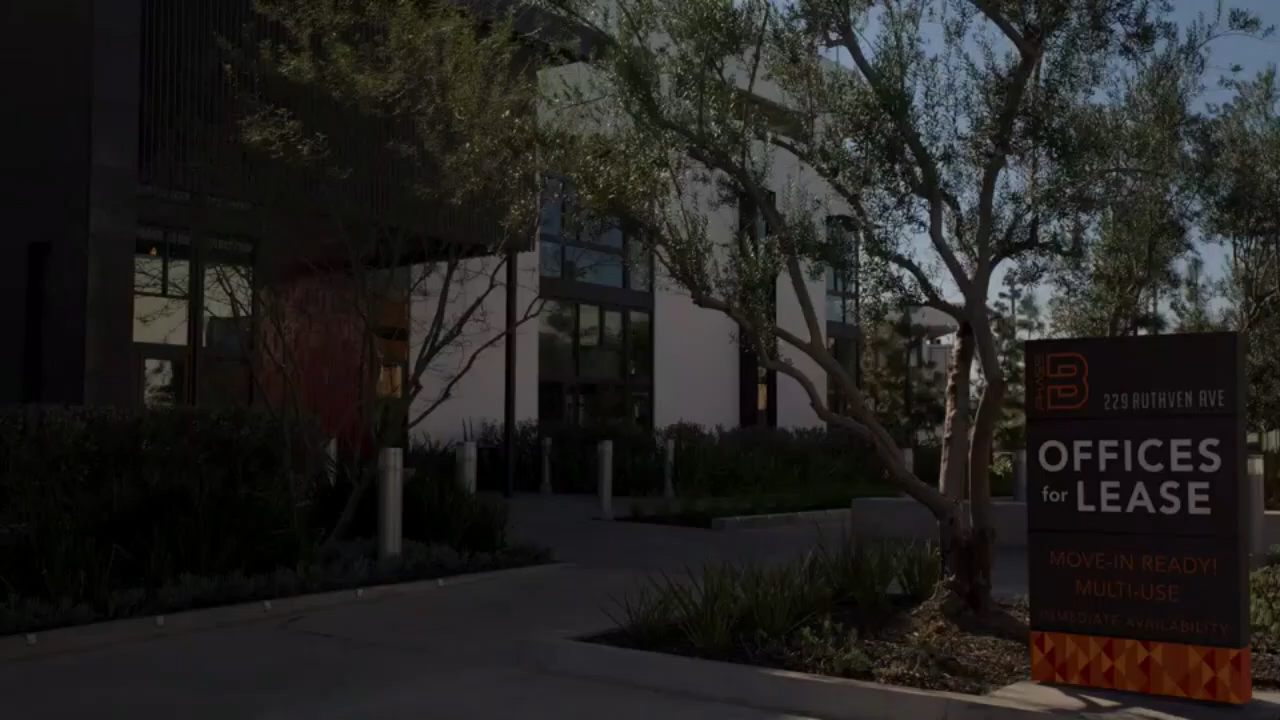 B
229 RUTHVEN AVE
OFFICES
for LEASE
MOVE-IN READY!
MULTI-USE
IMMEDIATE AVAILABILITY